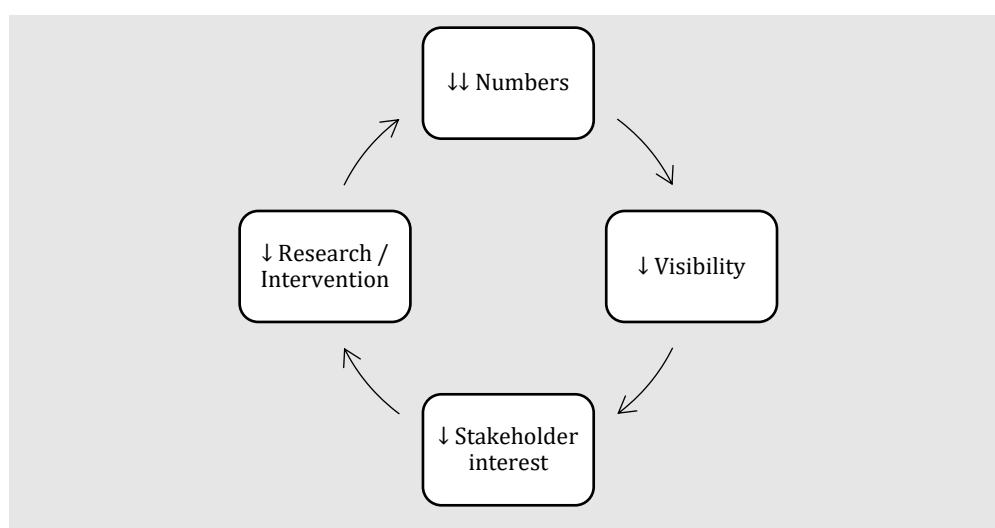 ↓↓ Numbers
↓ Visibility
↓ Stakeholder
interest
↓ Research /
Intervention